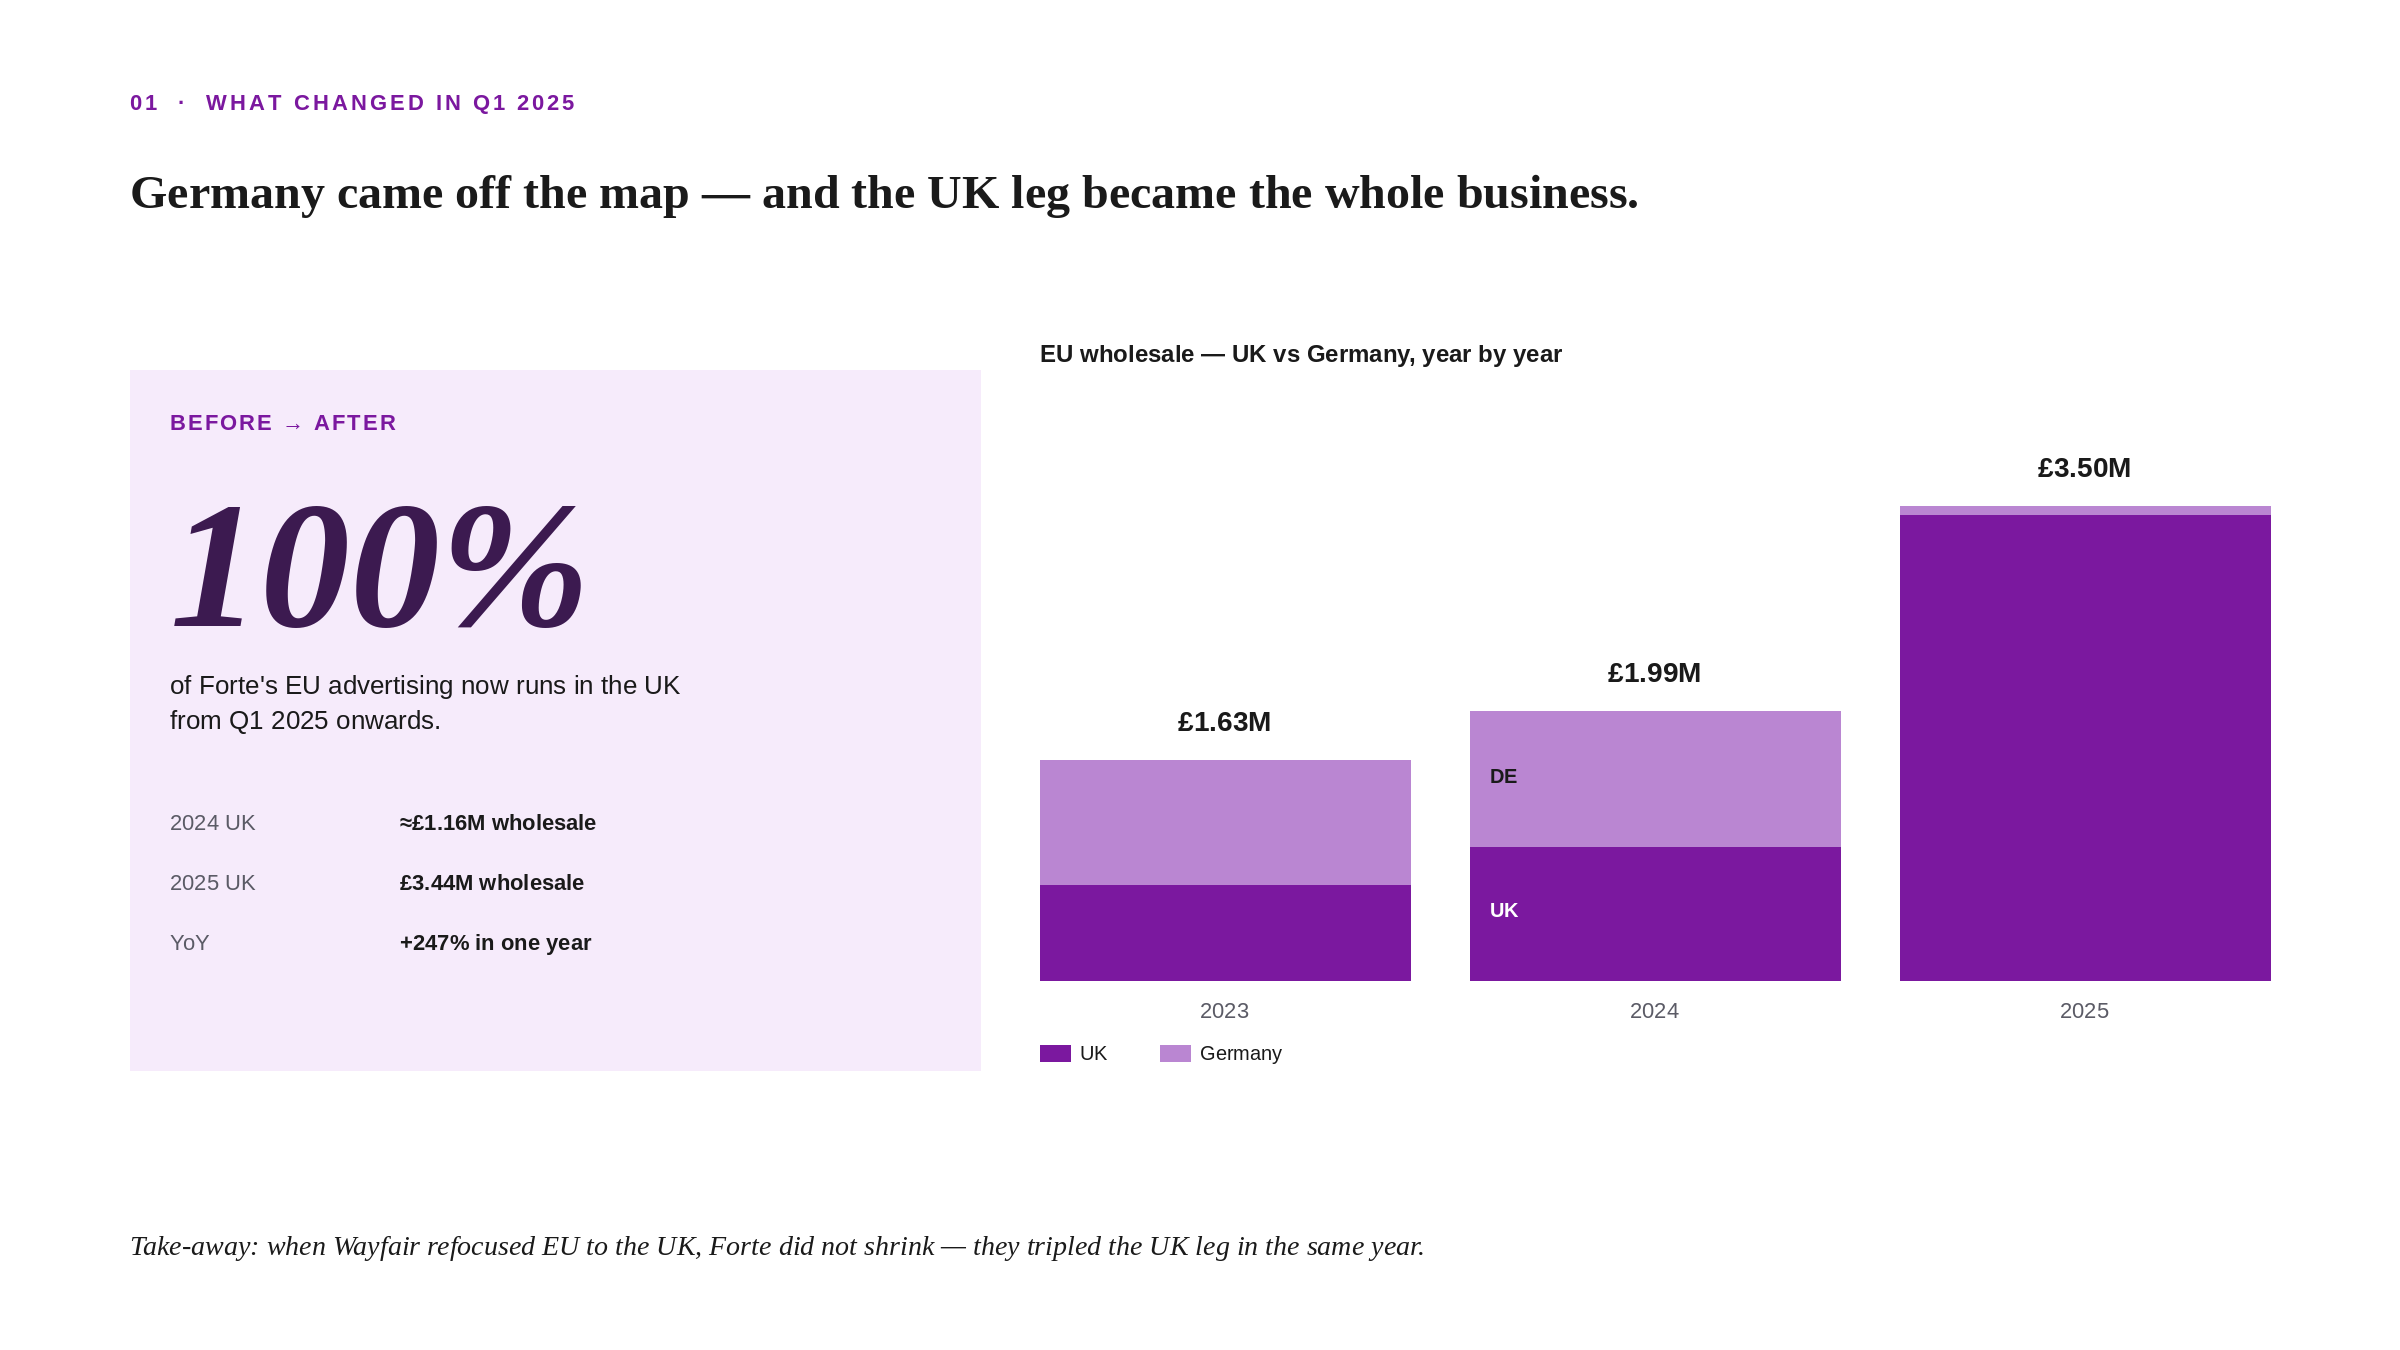 01 · WHAT CHANGED IN Q1 2025
Germany came off the map — and the UK leg became the whole business.
BEFORE → AFTER
100%
of Forte's EU advertising now runs in the UK
from Q1 2025 onwards.
2024 UK ≈£1.16M wholesale
2025 UK £3.44M wholesale
YoY +247% in one year
EU wholesale — UK vs Germany, year by year
£1.63M
£1.99M
£3.50M
DE
UK
2023
2024
2025
UK
Germany
Take-away: when Wayfair refocused EU to the UK, Forte did not shrink — they tripled the UK leg in the same year.